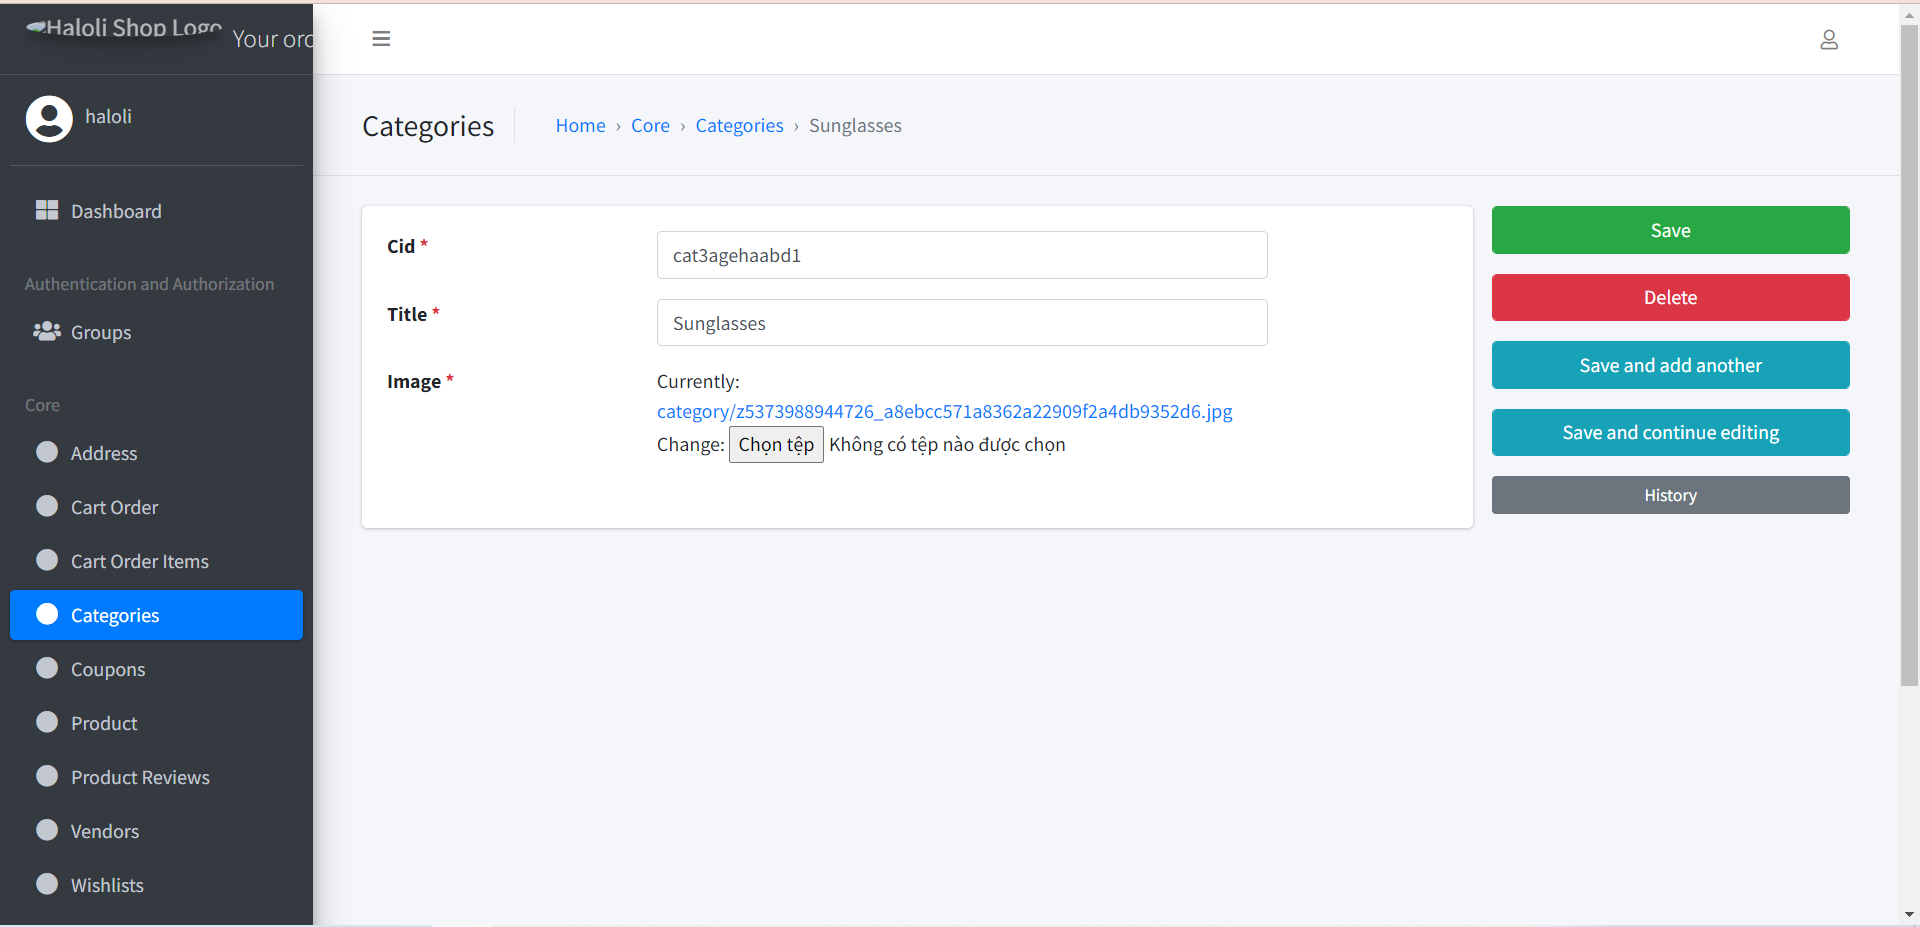 Haloli Shop Logo
Your orc
haloli
Dashboard
Authentication and Authorization
Groups
Core
Address
Cart Order
Cart Order Items
Categories
Coupons
Product
Product Reviews
Vendors
Wishlists
Categories
Home › Core › Categories › Sunglasses
Cid *
cat3agehaabd1
Title *
Sunglasses
Image *
Currently:
category/z5373988944726_a8ebcc571a8362a22909f2a4db9352d6.jpg
Change: Chọn tệp Không có tệp nào được chọn
Save
Delete
Save and add another
Save and continue editing
History